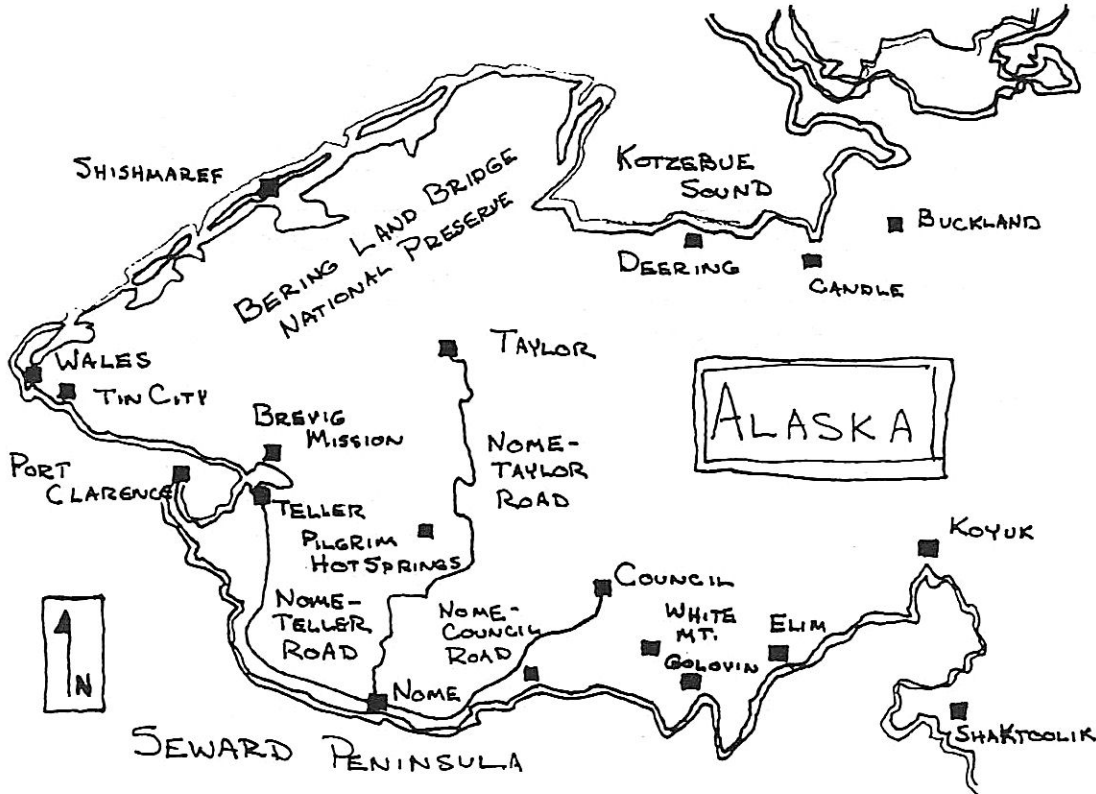 KOTZEBUE
SOUND
SHISHMAREF
BERING LAND BRIDGE
NATIONAL PRESERVE
BUCKLAND
DEERING
CANDLE
WALES
TIN CITY
TAYLOR
ALASKA
BREVIG
MISSION
NOME-
TAYLOR
ROAD
PORT
CLARENCE
TELLER
PILGRIM
HOT SPRINGS
KOYUK
COUNCIL
NOME-
TELLER
ROAD
NOME-
COUNCIL
ROAD
WHITE
MT.
ELIM
GOLOVIN
N
NOME
SHAKTOOLIK
SEWARD PENINSULA